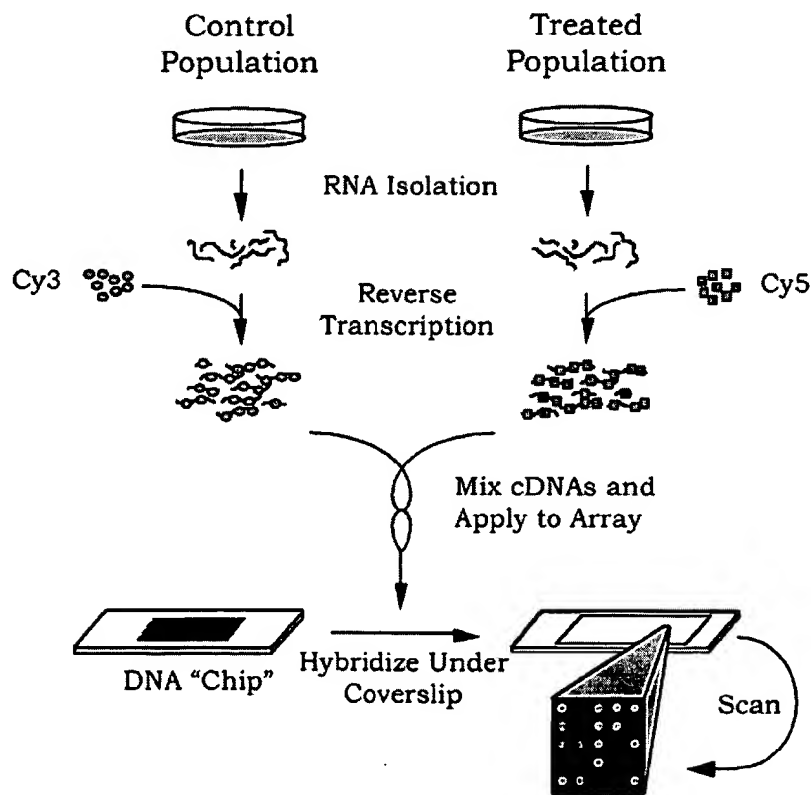 Control
Population
Treated
Population
RNA Isolation
Cy3
Reverse
Transcription
Cy5
Mix cDNAs and
Apply to Array
DNA "Chip"
Hybridize Under
Coverslip
Scan